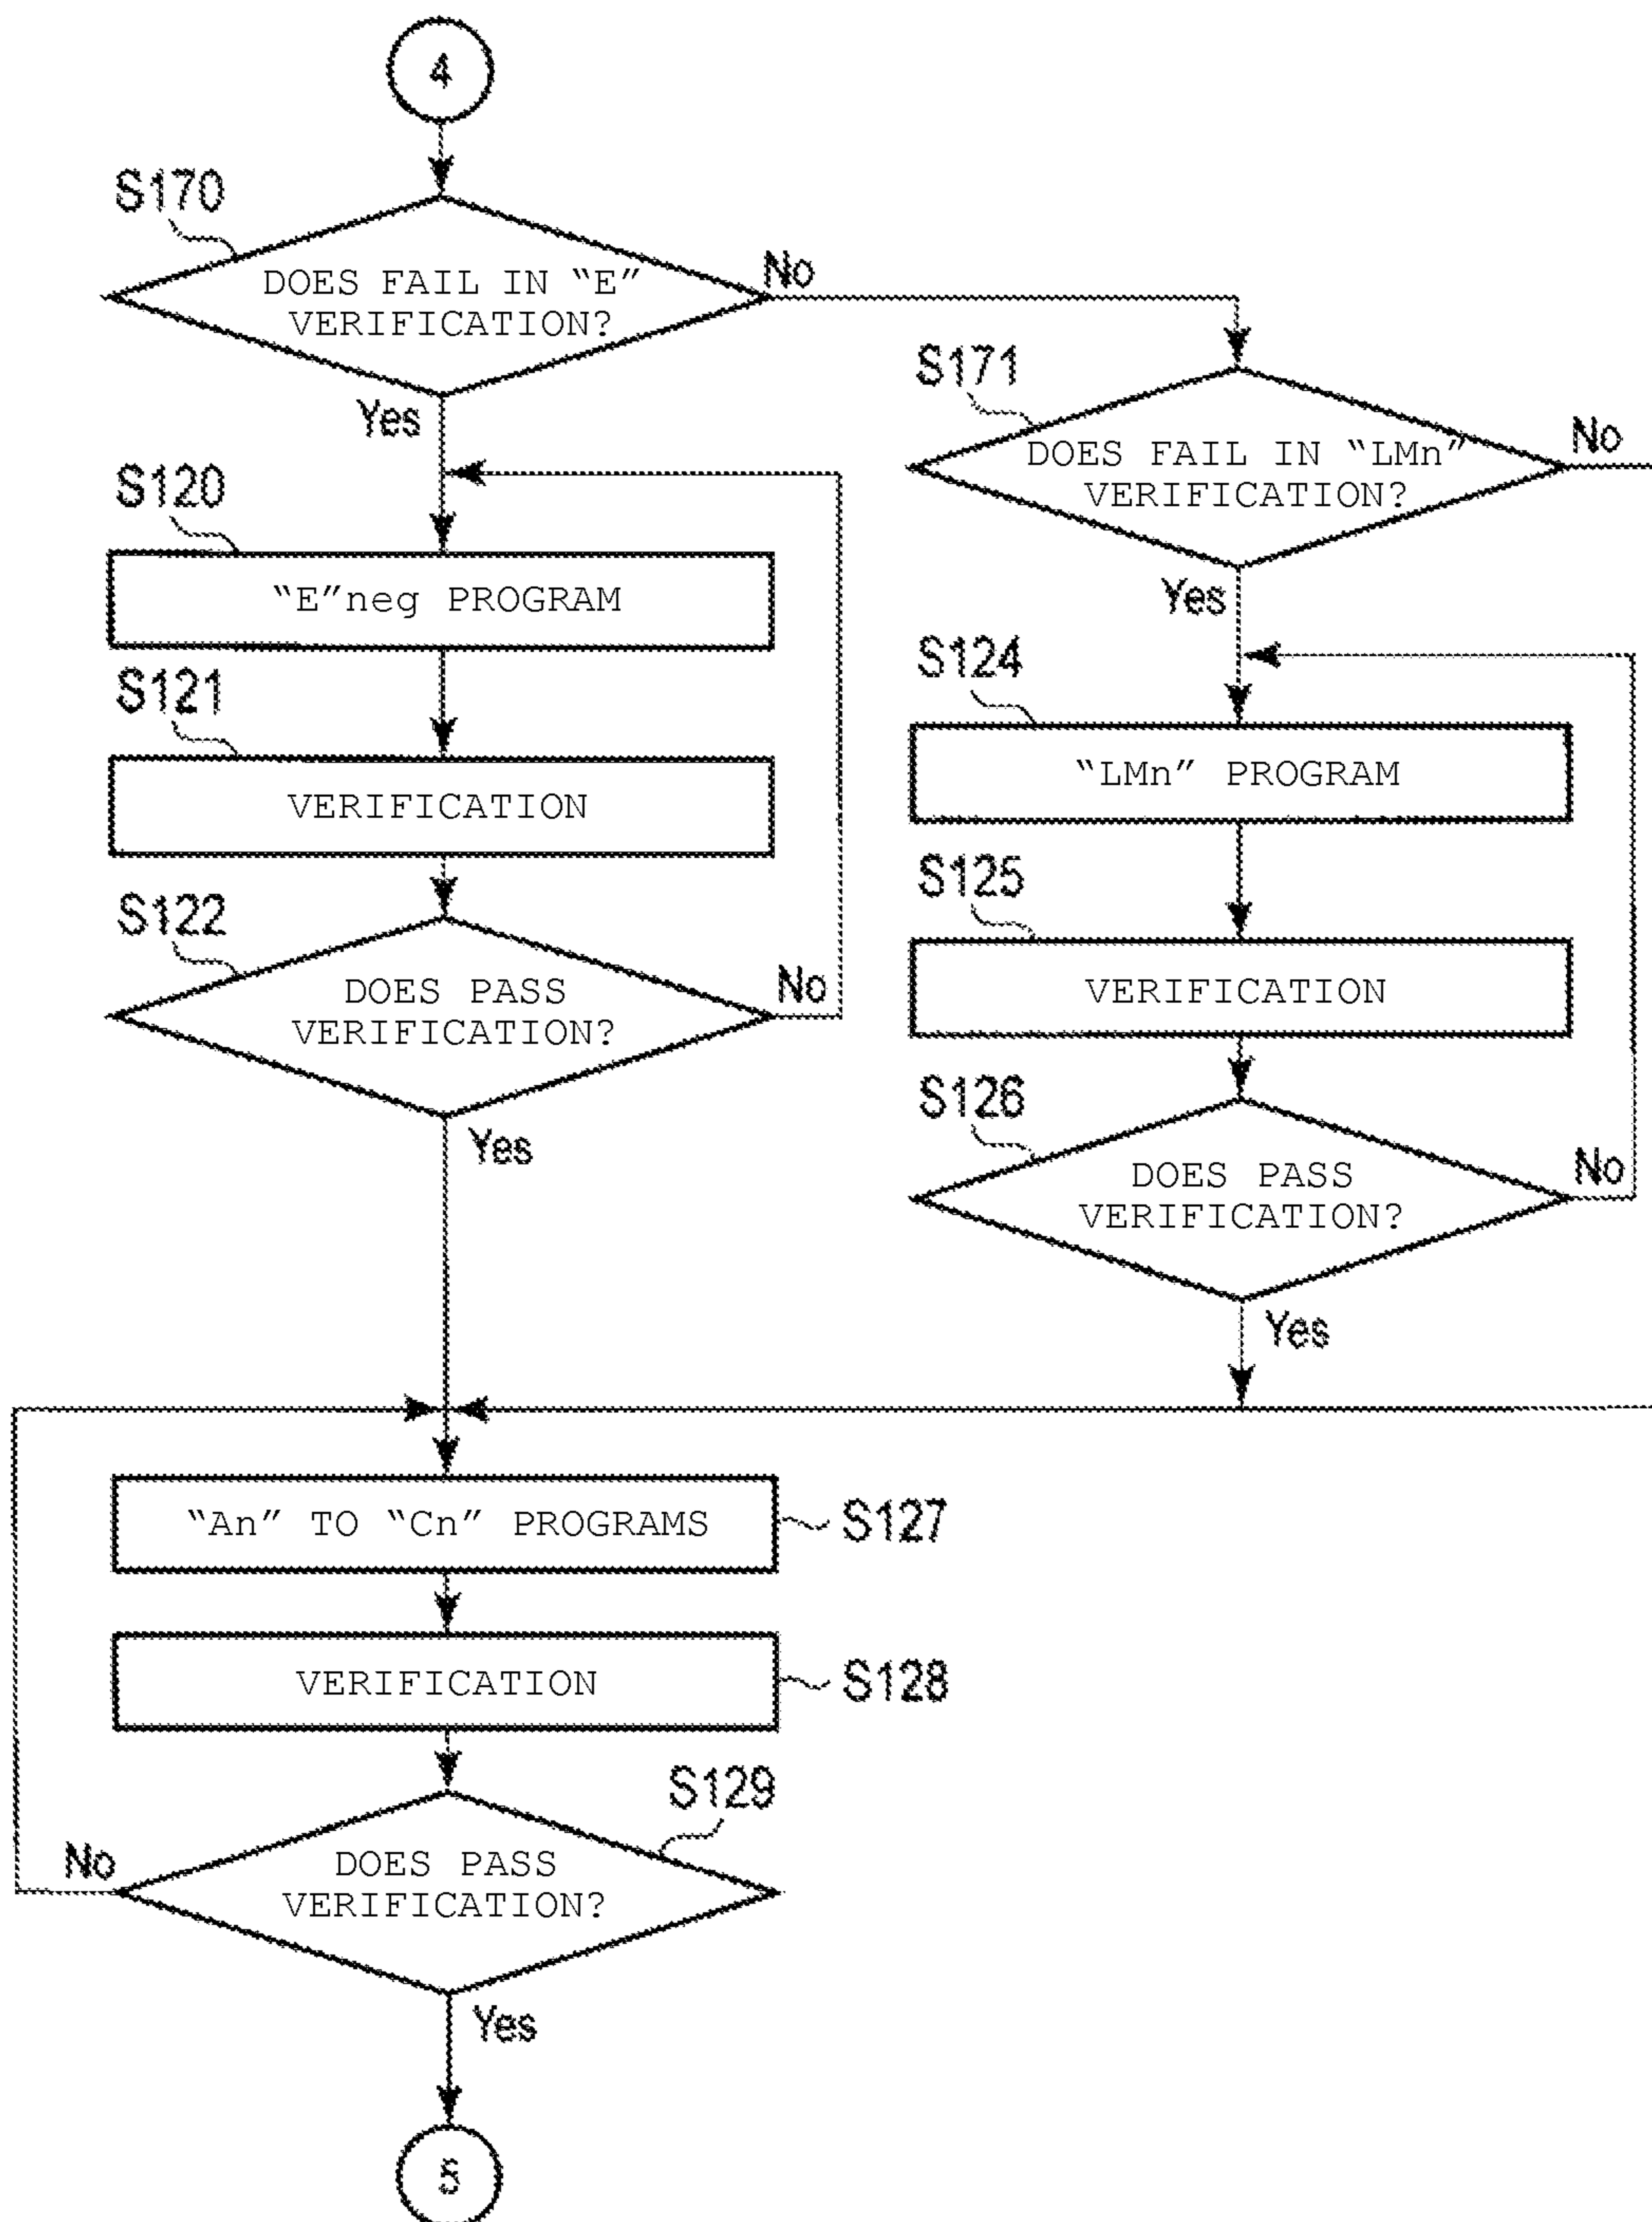 4
S170
DOES FAIL IN “E”
VERIFICATION?
No
Yes
S171
DOES FAIL IN “LMn”
VERIFICATION?
No
Yes
S120
“E”neg PROGRAM
S121
VERIFICATION
S122
DOES PASS
VERIFICATION?
No
Yes
S124
“LMn” PROGRAM
S125
VERIFICATION
S126
DOES PASS
VERIFICATION?
No
Yes
“An” TO “Cn” PROGRAMS
S127
VERIFICATION
S128
S129
DOES PASS
VERIFICATION?
No
Yes
5